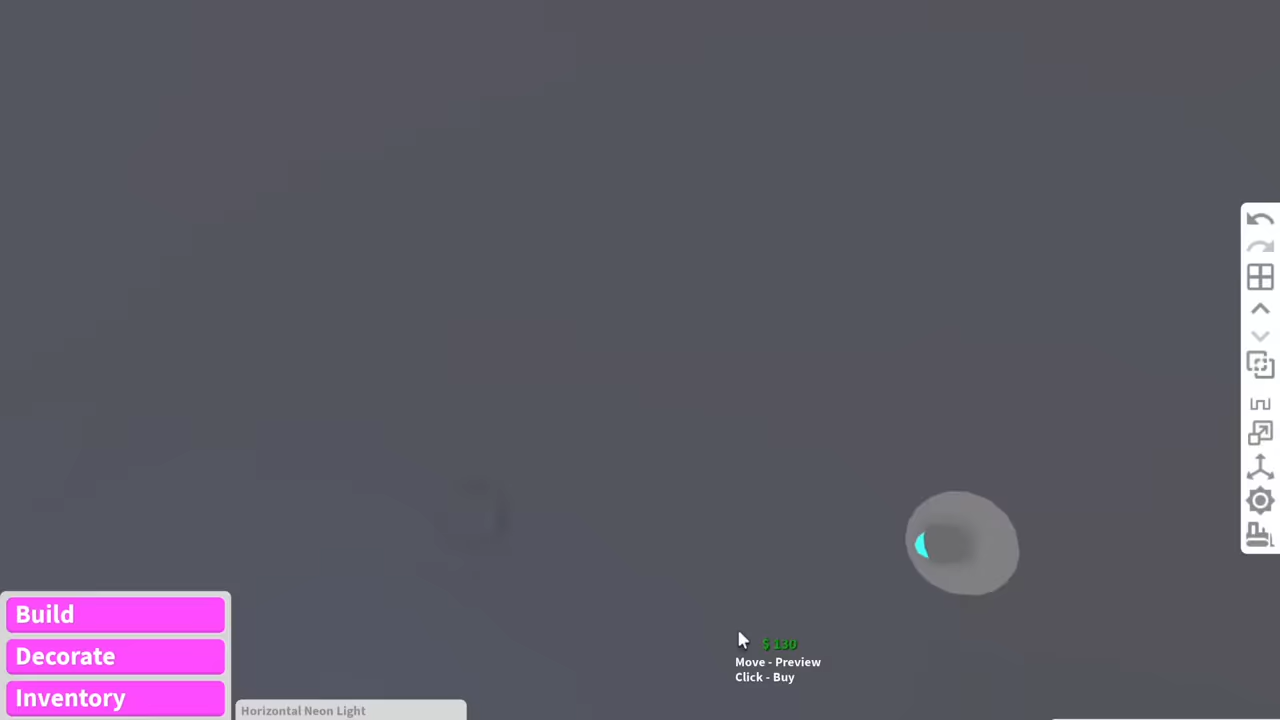 $ 130
Move - Preview
Click - Buy
Build
Decorate
Inventory
Horizontal Neon Light